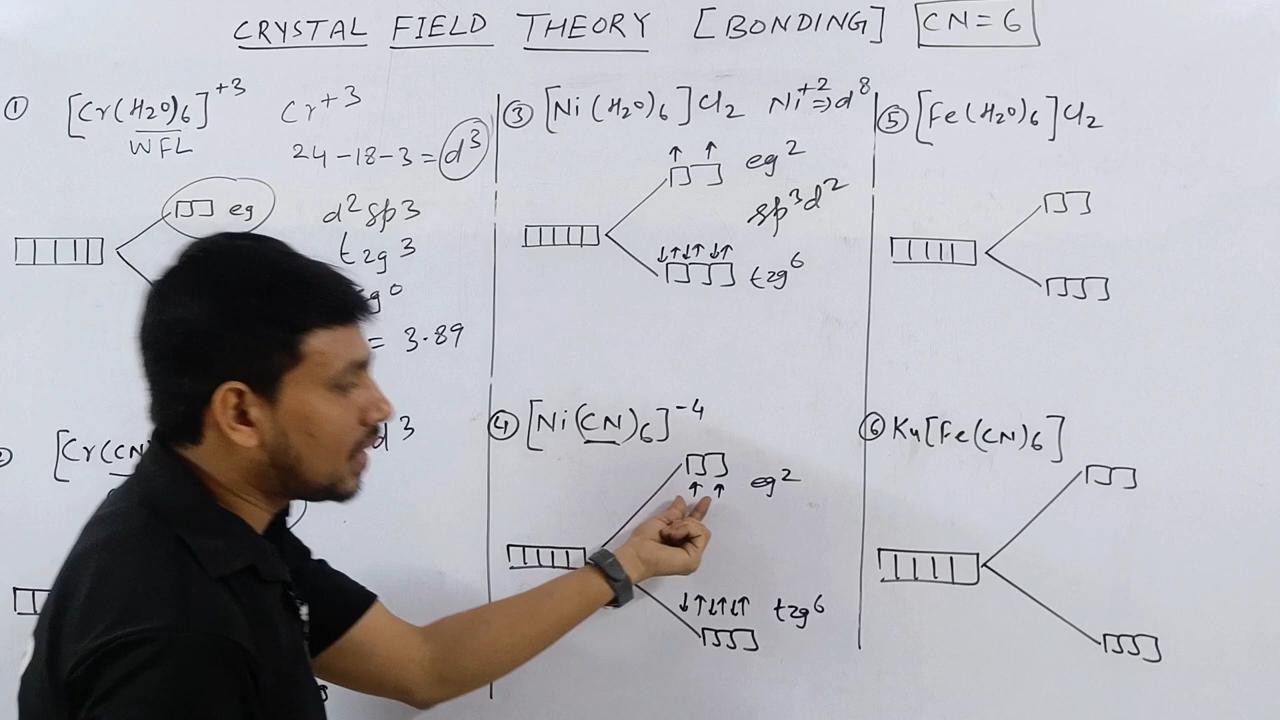 CRYSTAL FIELD THEORY [BONDING] CN=6
① [Cr(H2O)6]+3 Cr+3
WFL
24-18-3=d3
eg
d2sp3
t2g3
g0
= 3.89
[Cr(CN d3
③ [Ni(H2O)6]Cl2 Ni+2⇒d8
eg2
sp3d2
t2g6
④ [Ni(CN)6]-4
eg2
t2g6
⑤ [Fe(H2O)6]Cl2
⑥ K4[Fe(CN)6]